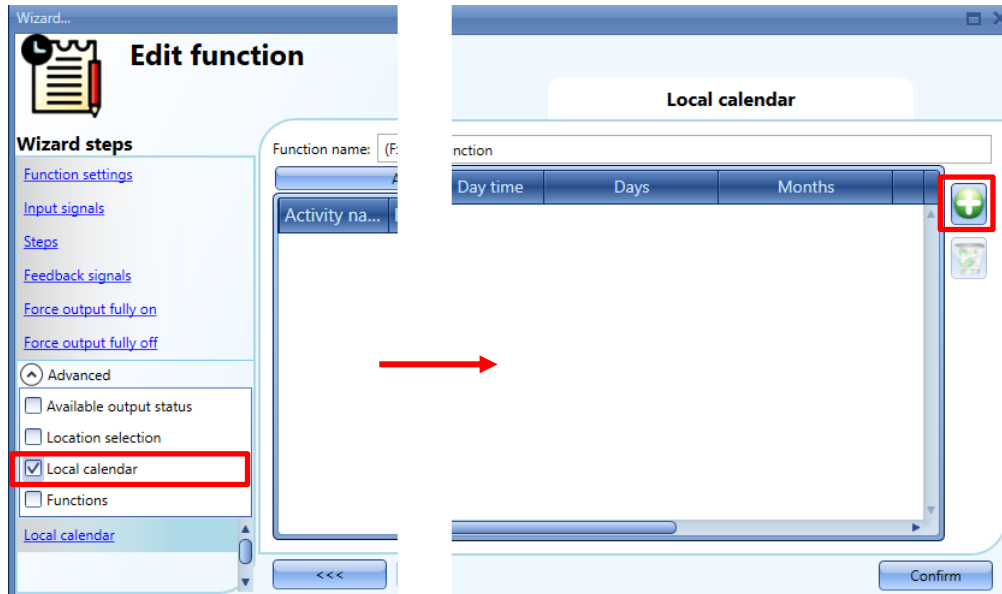 Wizard...
Edit function
Local calendar
Wizard steps
Function settings
Input signals
Steps
Feedback signals
Force output fully on
Force output fully off
Advanced
Available output status
Location selection
Local calendar
Functions
Local calendar
Function name:
nction
Day time Days Months
Activity na...
<<<
Confirm